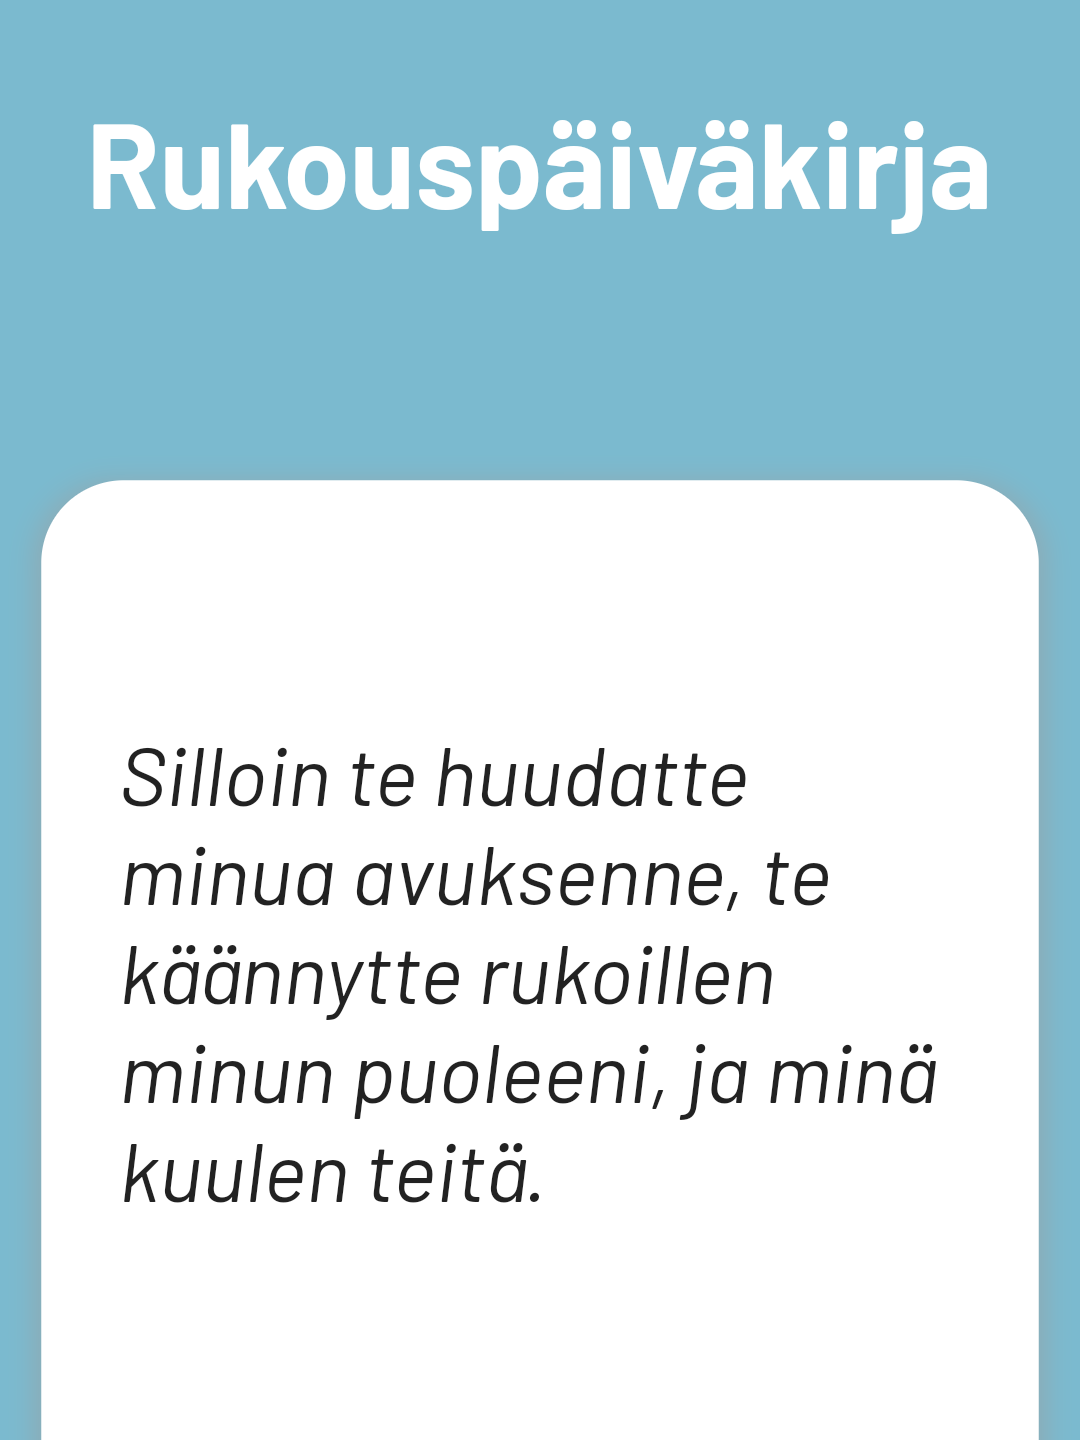 Rukouspäiväkirja
Silloin te huudatte
minua avuksenne, te
käännytte rukoillen
minun puoleeni, ja minä
kuulen teitä.